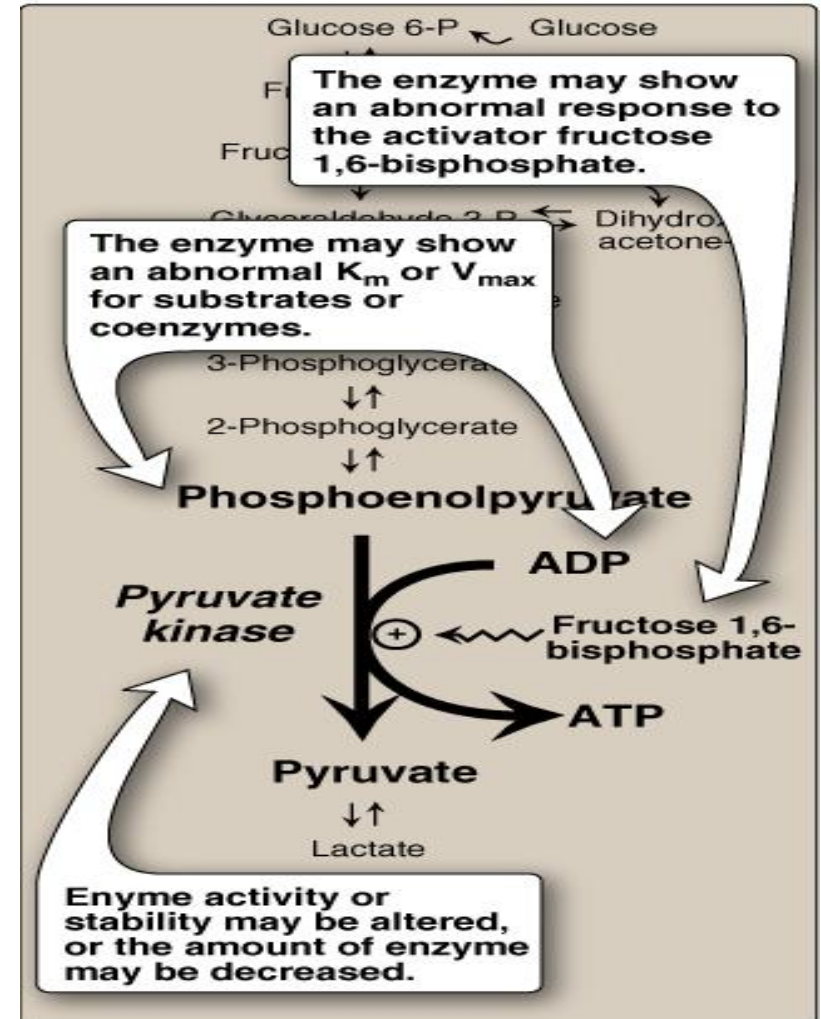 Glucose 6-P Glucose
The enzyme may show
an abnormal response to
the activator fructose
1,6-bisphosphate.
The enzyme may show
an abnormal Km or Vmax
for substrates or
coenzymes.
3-Phosphoglycera
2-Phosphoglycerate
Phosphoenolpyruvate
ADP
Pyruvate
kinase
+
Fructose 1,6-
bisphosphate
ATP
Pyruvate
Lactate
Enyme activity or
stability may be altered,
or the amount of enzyme
may be decreased.